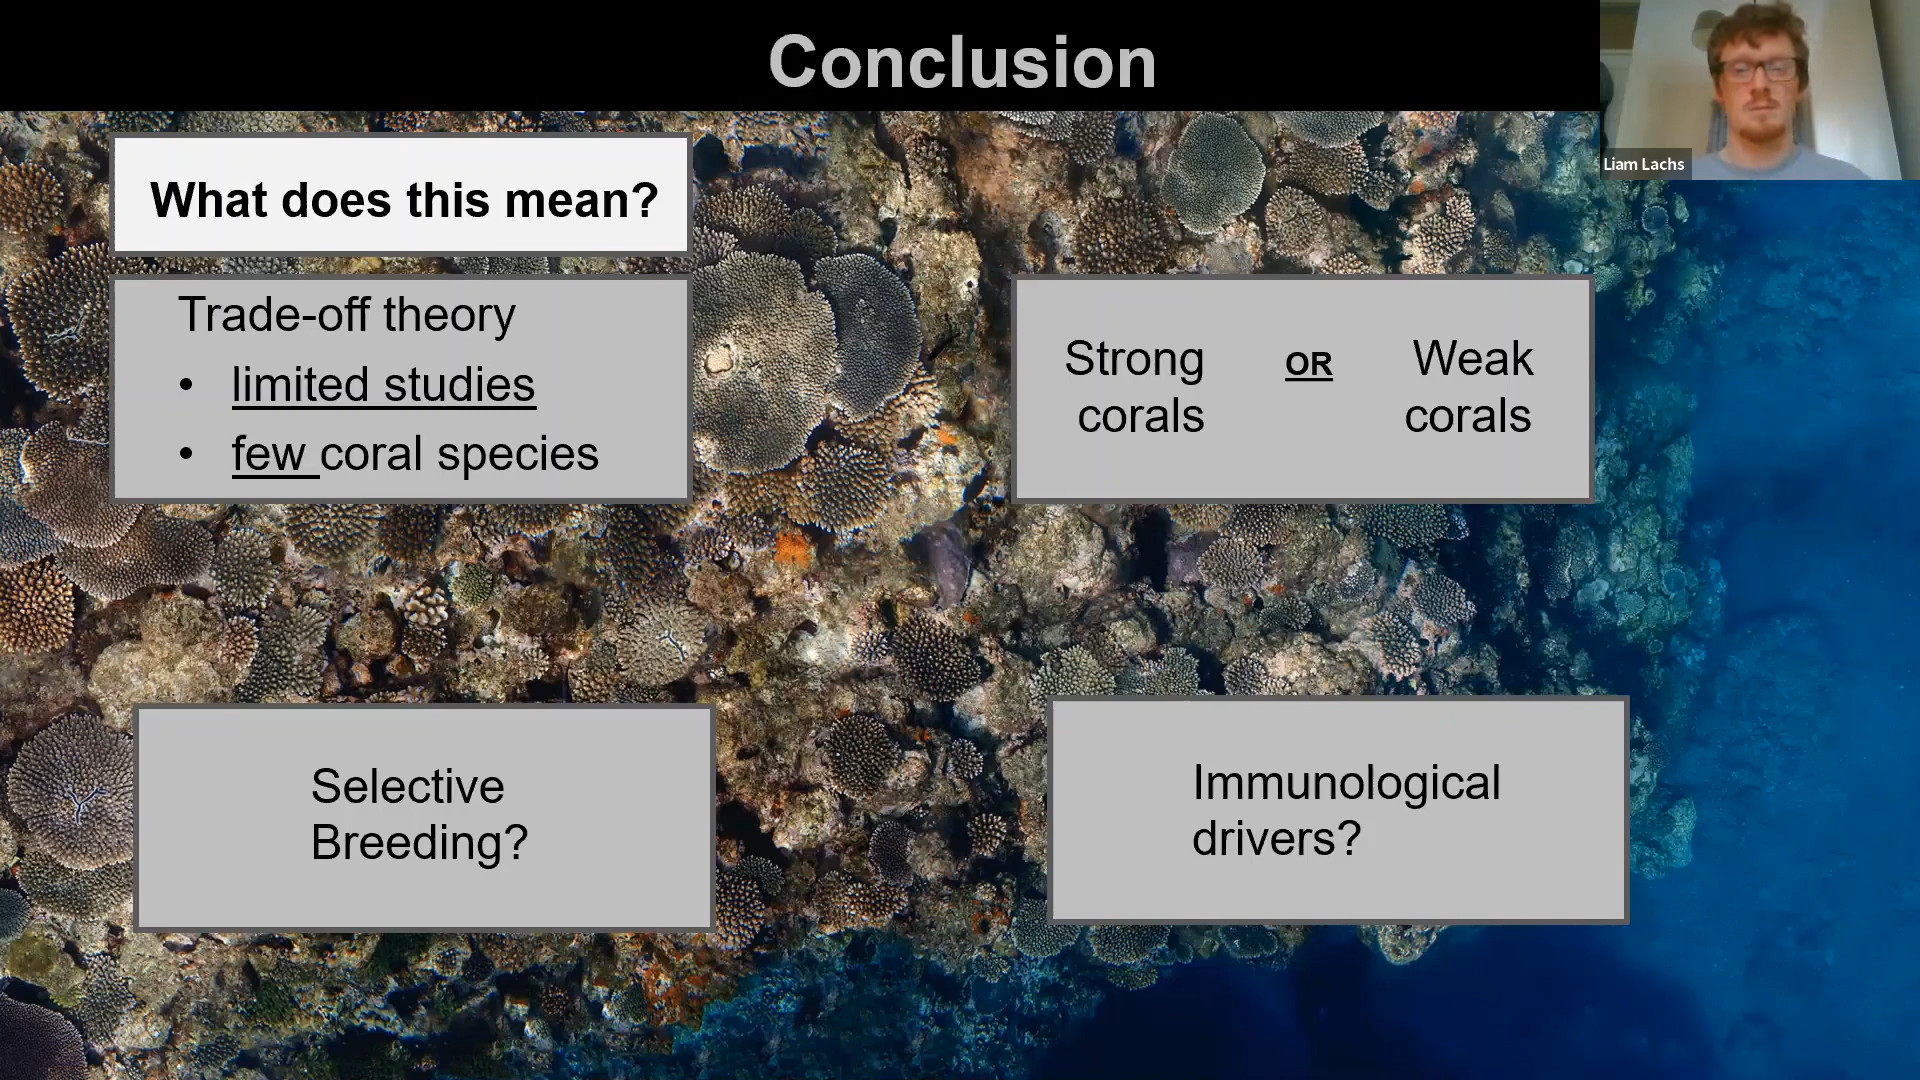 Conclusion
Liam Lachs
What does this mean?
Trade-off theory
• limited studies
• few coral species
Strong corals
OR
Weak corals
Selective
Breeding?
Immunological
drivers?